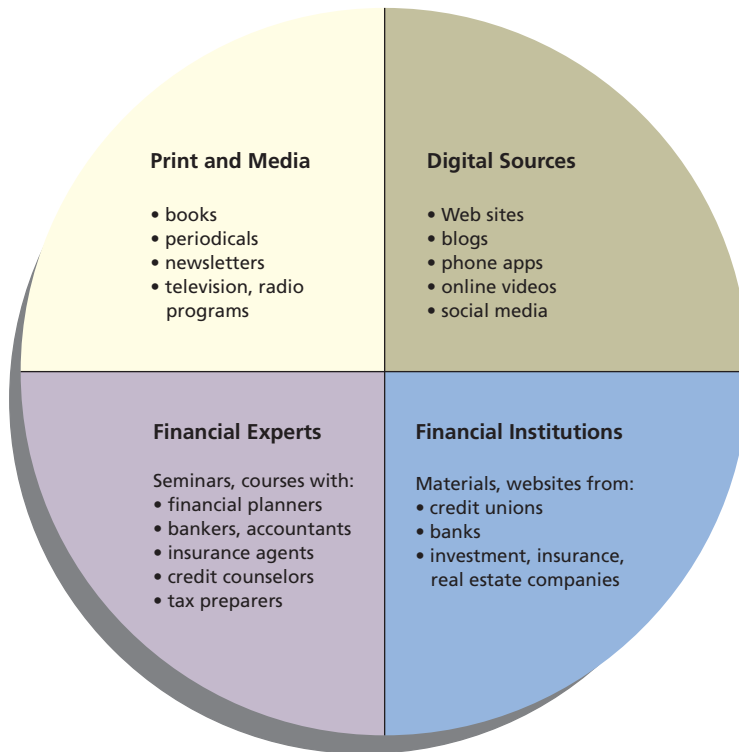 Print and Media
• books
• periodicals
• newsletters
• television, radio
programs
Digital Sources
• Web sites
• blogs
• phone apps
• online videos
• social media
Financial Experts
Seminars, courses with:
• financial planners
• bankers, accountants
• insurance agents
• credit counselors
• tax preparers
Financial Institutions
Materials, websites from:
• credit unions
• banks
• investment, insurance,
real estate companies